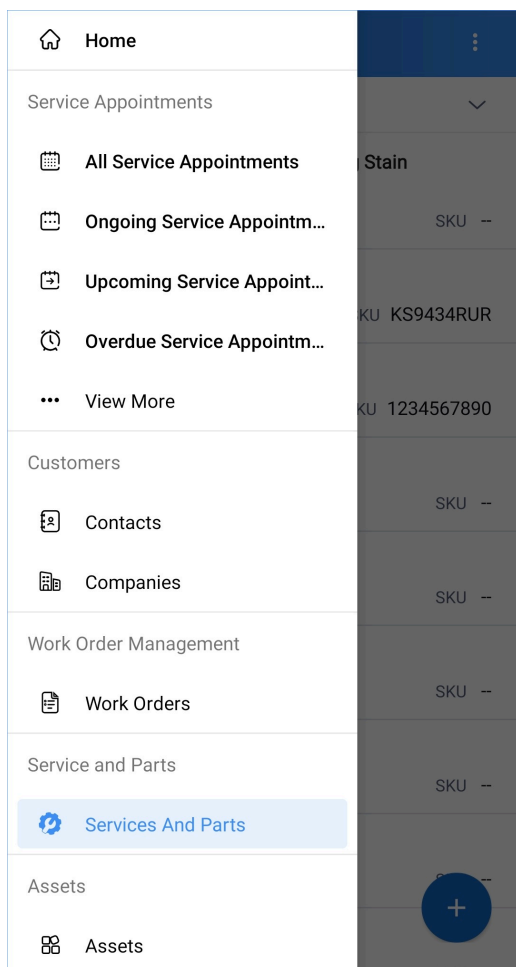 Home
Service Appointments
All Service Appointments
Stain
Ongoing Service Appointm...
SKU --
Upcoming Service Appoint...
KU KS9434RUR
Overdue Service Appointm...
View More
KU 1234567890
Customers
SKU --
Contacts
Companies
SKU --
Work Order Management
SKU --
Work Orders
Service and Parts
SKU --
Services And Parts
Assets
--
Assets